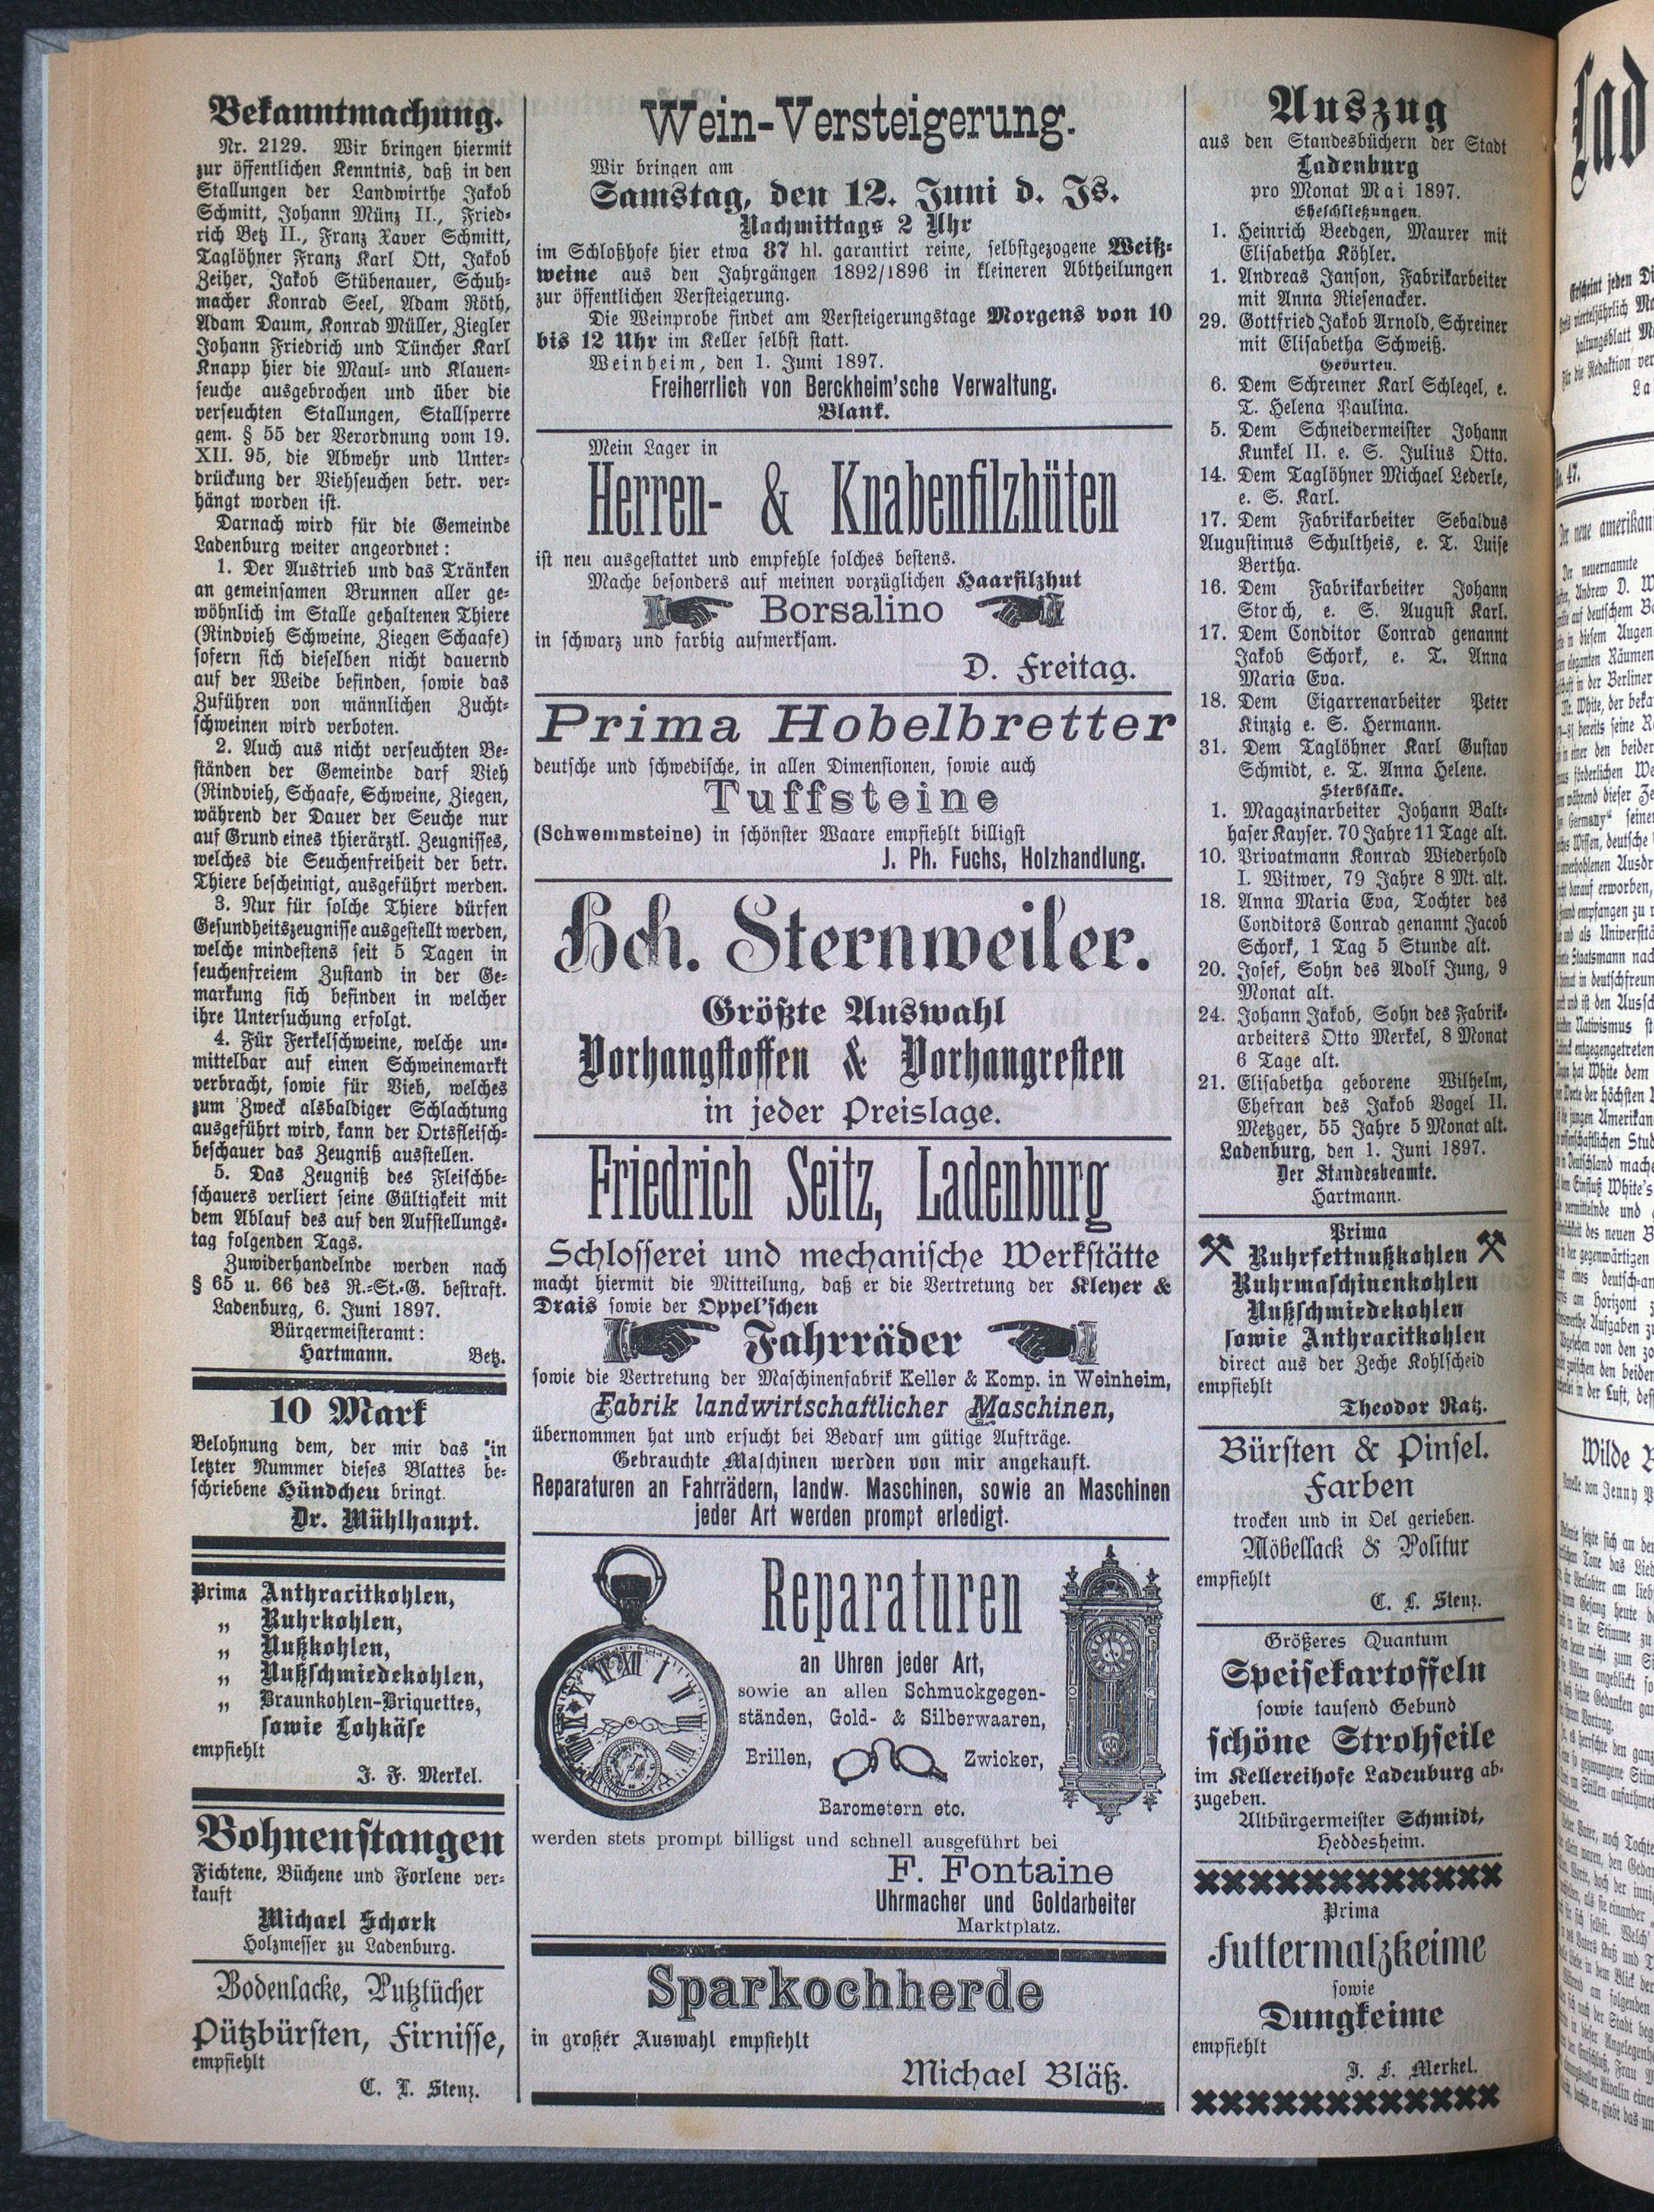 Bekanntmachung.
Nr. 2129. Wir bringen hiermit
zur öffentlichen Kenntnis, daß in den
Stallungen der Landwirthe Jakob
Schmitt, Johann Münz II., Fried-
rich Betz II., Franz Xaver Schmitt,
Taglöhner Franz Karl Ott, Jakob
Zeiher, Jakob Stübenauer, Schuh-
macher Konrad Seel, Adam Röth,
Adam Daum, Konrad Müller, Ziegler
Johann Friedrich und Tüncher Karl
Knapp hier die Maul- und Klauen-
seuche ausgebrochen und über die
verseuchten Stallungen, Stallsperre
gem. § 55 der Verordnung vom 19.
XII. 95, die Abwehr und Unter-
drückung der Viehseuchen betr. ver-
hängt worden ist.
Darnach wird für die Gemeinde
Ladenburg weiter angeordnet:
1. Der Austrieb und das Tränken
an gemeinsamen Brunnen aller ge-
wöhnlich im Stalle gehaltenen Thiere
(Rindvieh Schweine, Ziegen Schaafe)
sofern sich dieselben nicht dauernd
auf der Weide befinden, sowie das
Zuführen von männlichen Zucht-
schweinen wird verboten.
2. Auch aus nicht verseuchten Be-
ständen der Gemeinde darf Vieh
(Rindvieh, Schaafe, Schweine, Ziegen,
während der Dauer der Seuche nur
auf Grund eines thierärztl. Zeugnisses,
welches die Seuchenfreiheit der betr.
Thiere bescheinigt, ausgeführt werden.
3. Nur für solche Thiere dürfen
Gesundheitszeugnisse ausgestellt werden,
welche mindestens seit 5 Tagen in
seuchenfreiem Zustand in der Ge-
markung sich befinden in welcher
ihre Untersuchung erfolgt.
4. Für Ferkelschweine, welche un-
mittelbar auf einen Schweinemarkt
verbracht, sowie für Vieh, welches
zum Zweck alsbaldiger Schlachtung
ausgeführt wird, kann der Ortsfleisch-
beschauer das Zeugniß ausstellen.
5. Das Zeugniß des Fleischbe-
schauers verliert seine Gültigkeit mit
dem Ablauf des auf den Aufstellungs-
tag folgenden Tags.
Zuwiderhandelnde werden nach
§ 65 u. 66 des R.-St.-G. bestraft.
Ladenburg, 6. Juni 1897.
Bürgermeisteramt:
Hartmann. Betz.
10 Mark
Belohnung dem, der mir das in
letzter Nummer dieses Blattes be-
schriebene Hündchen bringt.
Dr. Mühlhaupt.
Prima Anthracitkohlen,
„ Ruhrkohlen,
„ Nußkohlen,
„ Nußschmiedekohlen,
„ Braunkohlen-Briquettes,
sowie Lohkäse
empfiehlt
J. F. Merkel.
Bohnenstangen
Fichtene, Büchene und Forlene ver-
kauft
Michael Schork
Holzmesser zu Ladenburg.
Bodenlacke, Putztücher
Pützbürsten, Firnisse,
empfiehlt
C. L. Stenz.
Wein-Versteigerung.
Wir bringen am
Samstag, den 12. Juni d. Js.
Nachmittags 2 Uhr
im Schloßhofe hier etwa 87 hl. garantirt reine, selbstgezogene Weiß-
weine aus den Jahrgängen 1892/1896 in kleineren Abtheilungen
zur öffentlichen Versteigerung.
Die Weinprobe findet am Versteigerungstage Morgens von 10
bis 12 Uhr im Keller selbst statt.
Weinheim, den 1. Juni 1897.
Freiherrlich von Berckheim'sche Verwaltung.
Blank.
Mein Lager in
Herren- & Knabenfilzhüten
ist neu ausgestattet und empfehle solches bestens.
Mache besonders auf meinen vorzüglichen Haarfilzhut
Borsalino
in schwarz und farbig aufmerksam.
D. Freitag.
Prima Hobelbretter
deutsche und schwedische, in allen Dimensionen, sowie auch
Tuffsteine
(Schwemmsteine) in schönster Waare empfiehlt billigst
J. Ph. Fuchs, Holzhandlung.
Hch. Sternweiler.
Größte Auswahl
Vorhangstoffen & Vorhangresten
in jeder Preislage.
Friedrich Seitz, Ladenburg
Schlosserei und mechanische Werkstätte
macht hiermit die Mitteilung, daß er die Vertretung der Kleyer &
Drais sowie der Oppel'schen
Fahrräder
sowie die Vertretung der Maschinenfabrik Keller & Komp. in Weinheim,
Fabrik landwirtschaftlicher Maschinen,
übernommen hat und ersucht bei Bedarf um gütige Aufträge.
Gebrauchte Maschinen werden von mir angekauft.
Reparaturen an Fahrrädern, landw. Maschinen, sowie an Maschinen
jeder Art werden prompt erledigt.
Reparaturen
an Uhren jeder Art,
sowie an allen Schmuckgegen-
ständen, Gold- & Silberwaaren,
Brillen, Zwicker,
Barometern etc.
werden stets prompt billigst und schnell ausgeführt bei
F. Fontaine
Uhrmacher und Goldarbeiter
Marktplatz.
Sparkochherde
in großer Auswahl empfiehlt
Michael Bläß.
Auszug
aus den Standesbüchern der Stadt
Ladenburg
pro Monat Mai 1897.
Eheschließungen.
1. Heinrich Beedgen, Maurer mit
Elisabetha Köhler.
1. Andreas Janson, Fabrikarbeiter
mit Anna Riesenacker.
29. Gottfried Jakob Arnold, Schreiner
mit Elisabetha Schweiß.
Geburten.
6. Dem Schreiner Karl Schlegel, e.
T. Helena Paulina.
5. Dem Schneidermeister Johann
Kunkel II. e. S. Julius Otto.
14. Dem Taglöhner Michael Lederle,
e. S. Karl.
17. Dem Fabrikarbeiter Sebaldus
Augustinus Schultheis, e. T. Luise
Bertha.
16. Dem Fabrikarbeiter Johann
Storch, e. S. August Karl.
17. Dem Conditor Conrad genannt
Jakob Schork, e. T. Anna
Maria Eva.
18. Dem Cigarrenarbeiter Peter
Kinzig e. S. Hermann.
31. Dem Taglöhner Karl Gustav
Schmidt, e. T. Anna Helene.
Sterbfälle.
1. Magazinarbeiter Johann Balt-
haser Kayser. 70 Jahre 11 Tage alt.
10. Privatmann Konrad Wiederhold
I. Witwer, 79 Jahre 8 Mt. alt.
18. Anna Maria Eva, Tochter des
Conditors Conrad genannt Jacob
Schork, 1 Tag 5 Stunde alt.
20. Josef, Sohn des Adolf Jung, 9
Monat alt.
24. Johann Jakob, Sohn des Fabrik-
arbeiters Otto Merkel, 8 Monat
6 Tage alt.
21. Elisabetha geborene Wilhelm,
Ehefran des Jakob Vogel II.
Metzger, 55 Jahre 5 Monat alt.
Ladenburg, den 1. Juni 1897.
Der Standesbeamte.
Hartmann.
Prima
Ruhrfettnußkohlen
Ruhrmaschinenkohlen
Nußschmiedekohlen
sowie Anthracitkohlen
direct aus der Zeche Kohlscheid
empfiehlt
Theodor Ratz.
Bürsten & Pinsel.
Farben
trocken und in Oel gerieben.
Möbellack & Politur
empfiehlt
C. L. Stenz.
Größeres Quantum
Speisekartoffeln
sowie tausend Gebund
schöne Strohseile
im Kellereihofe Ladenburg ab-
zugeben.
Altbürgermeister Schmidt,
Heddesheim.
Prima
Futtermalzkeime
sowie
Dungkeime
empfiehlt
J. F. Merkel.